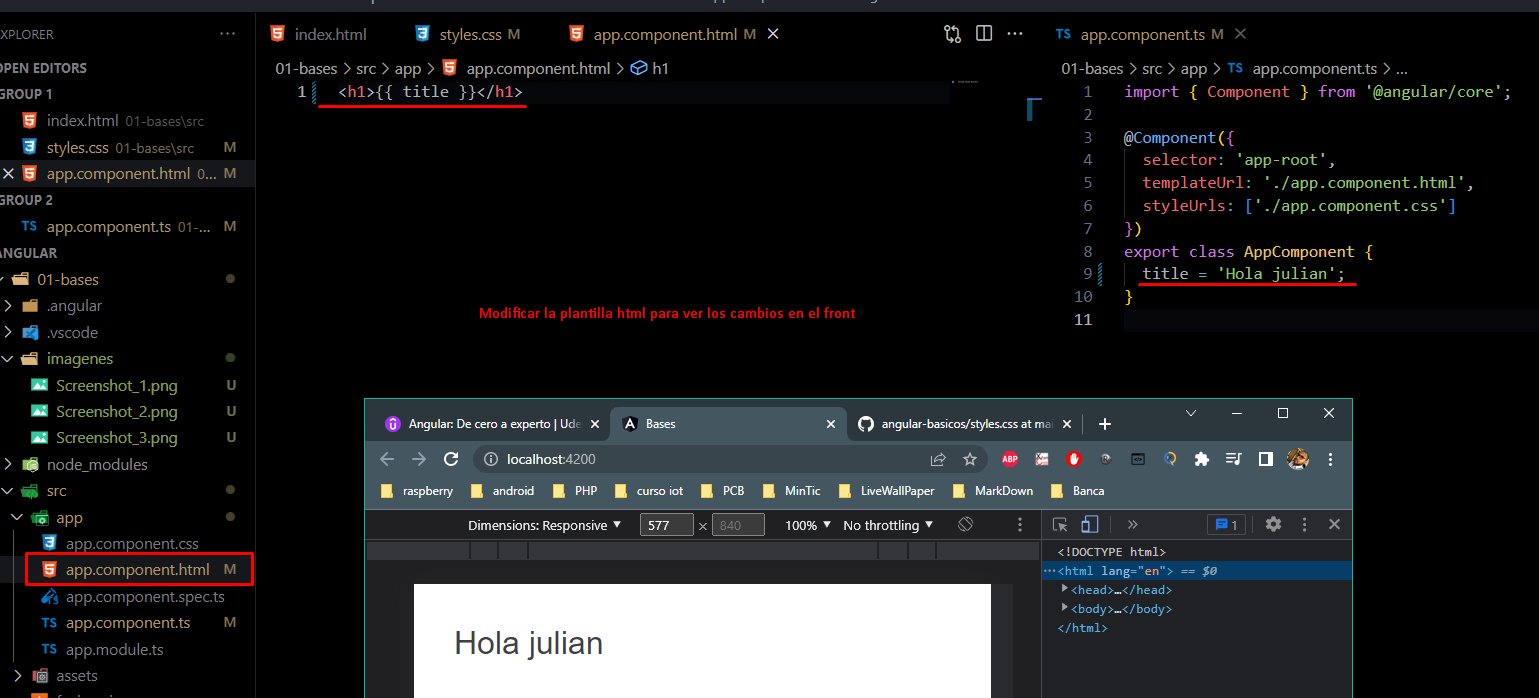 XPLORER ···
OPEN EDITORS
GROUP 1
index.html 01-bases\src
styles.css 01-bases\src M
app.component.html 0... M
GROUP 2
TS app.component.ts 01-... M
ANGULAR
01-bases
.angular
.vscode
imagenes
Screenshot_1.png U
Screenshot_2.png U
Screenshot_3.png U
node_modules
src
app
app.component.css
app.component.html M
app.component.spec.ts
TS app.component.ts M
TS app.module.ts
assets
index.html
styles.css M
app.component.html M
01-bases > src > app > app.component.html > h1
1 <h1>{{ title }}</h1>
Modificar la plantilla html para ver los cambios en el front
TS app.component.ts M
01-bases > src > app > TS app.component.ts > ...
1 import { Component } from '@angular/core';
2
3 @Component({
4 selector: 'app-root',
5 templateUrl: './app.component.html',
6 styleUrls: ['./app.component.css']
7 })
8 export class AppComponent {
9 title = 'Hola julian';
10 }
11
Angular: De cero a experto | Ude
Bases
angular-basicos/styles.css at mai
localhost:4200
ABP
raspberry android PHP curso iot PCB MinTic LiveWallPaper MarkDown Banca
Dimensions: Responsive 577 × 840 100% No throttling
1
Hola julian
<!DOCTYPE html>
···<html lang="en"> == $0
<head>…</head>
<body>…</body>
</html>